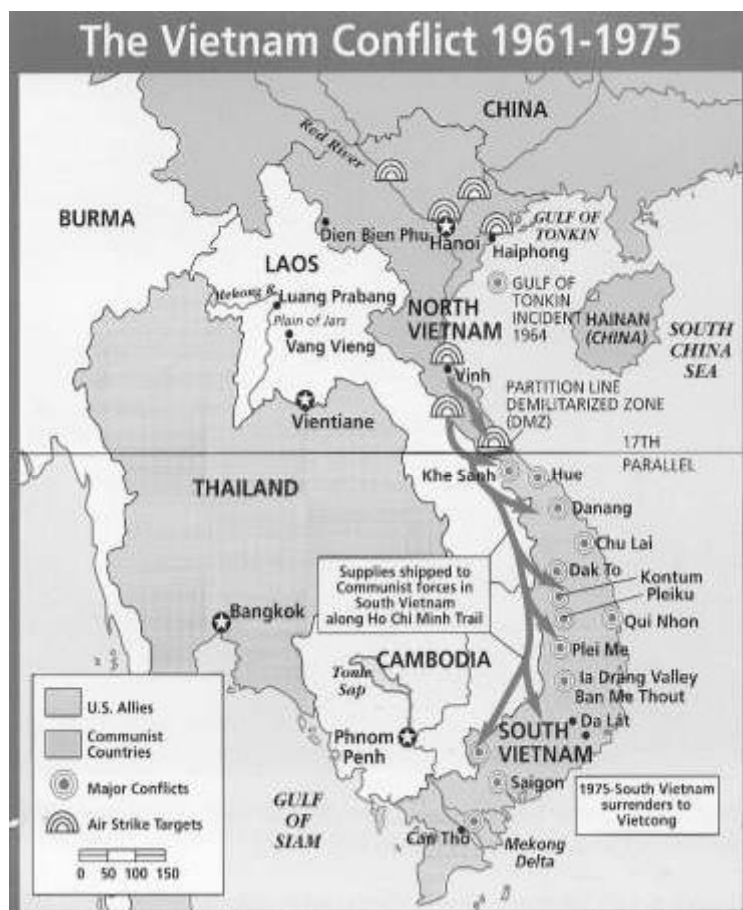 The Vietnam Conflict 1961-1975
CHINA
Red River
BURMA
GULF OF
TONKIN
Dien Bien Phu
Hanoi
Haiphong
LAOS
Mekong R.
Luang Prabang
Plain of Jars
Vang Vieng
NORTH
VIETNAM
GULF OF
TONKIN
INCIDENT
1964
HAINAN
(CHINA)
SOUTH
CHINA
SEA
Vinh
Vientiane
PARTITION LINE
DEMILITARIZED ZONE
(DMZ)
17TH
PARALLEL
Khe Sanh
Hue
THAILAND
Danang
Chu Lai
Supplies shipped to
Communist forces in
South Vietnam
along Ho Chi Minh Trail
Dak To
Kontum
Pleiku
Bangkok
Qui Nhon
Plei Me
CAMBODIA
Tonle
Sap
Ia Drang Valley
Ban Me Thout
Da Lat
Phnom
Penh
SOUTH
VIETNAM
Saigon
1975-South Vietnam
surrenders to
Vietcong
GULF
OF
SIAM
Can Tho
Mekong
Delta
U.S. Allies
Communist
Countries
Major Conflicts
Air Strike Targets
0 50 100 150